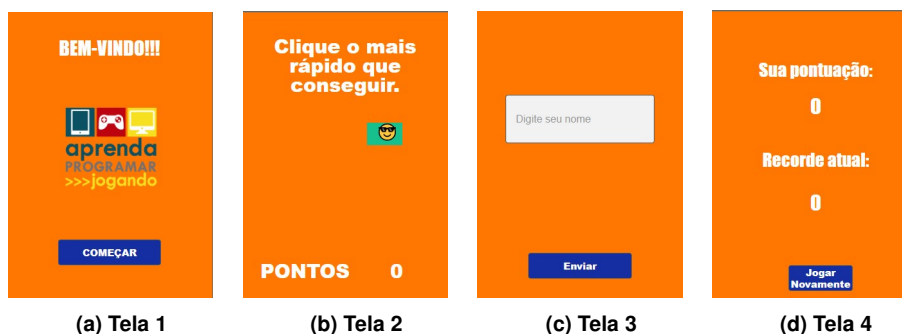 BEM-VINDO!!!
aprenda
PROGRAMAR
>>>jogando
COMEÇAR
(a) Tela 1
Clique o mais
rápido que
conseguir.
PONTOS 0
(b) Tela 2
Digite seu nome
Enviar
(c) Tela 3
Sua pontuação:
0
Recorde atual:
0
Jogar
Novamente
(d) Tela 4